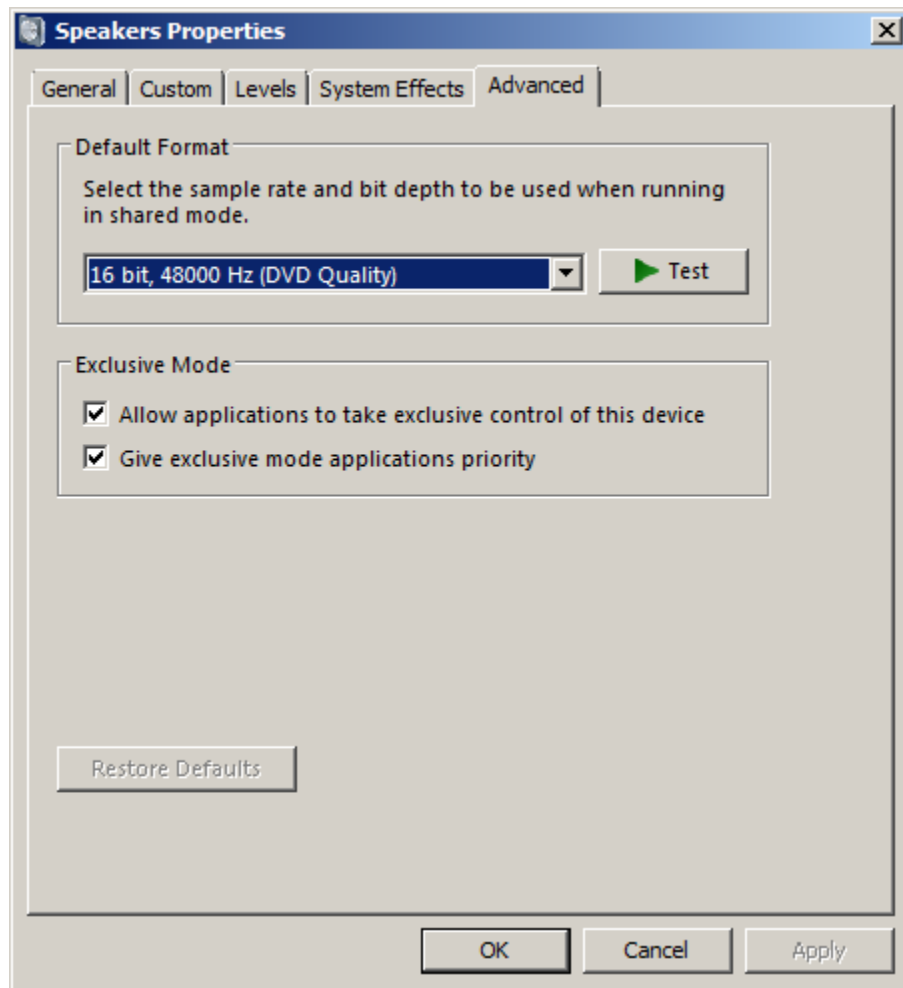 Speakers Properties
General Custom Levels System Effects Advanced
Default Format
Select the sample rate and bit depth to be used when running
in shared mode.
16 bit, 48000 Hz (DVD Quality) Test
Exclusive Mode
Allow applications to take exclusive control of this device
Give exclusive mode applications priority
Restore Defaults
OK Cancel Apply